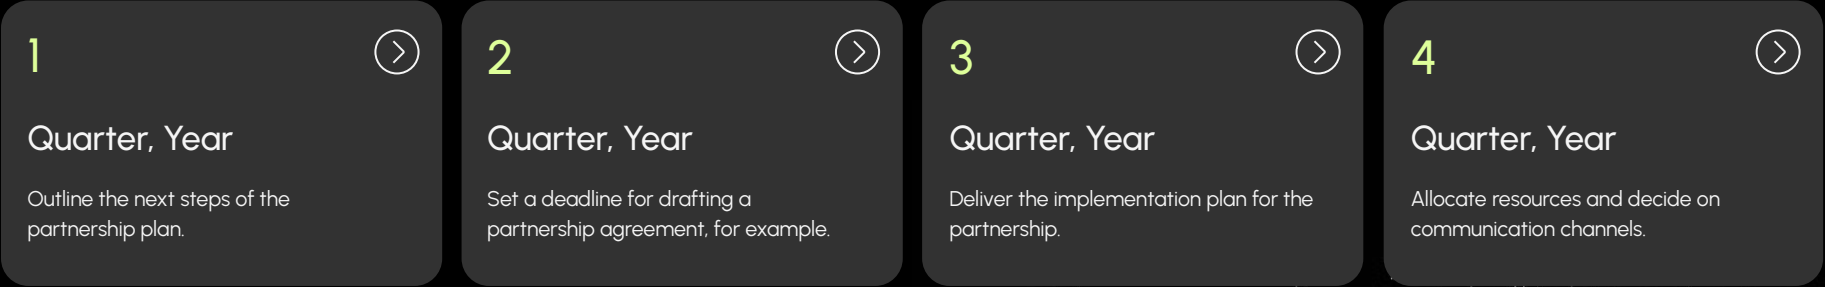 1
Quarter, Year
Outline the next steps of the
partnership plan.
2
Quarter, Year
Set a deadline for drafting a
partnership agreement, for example.
3
Quarter, Year
Deliver the implementation plan for the
partnership.
4
Quarter, Year
Allocate resources and decide on
communication channels.